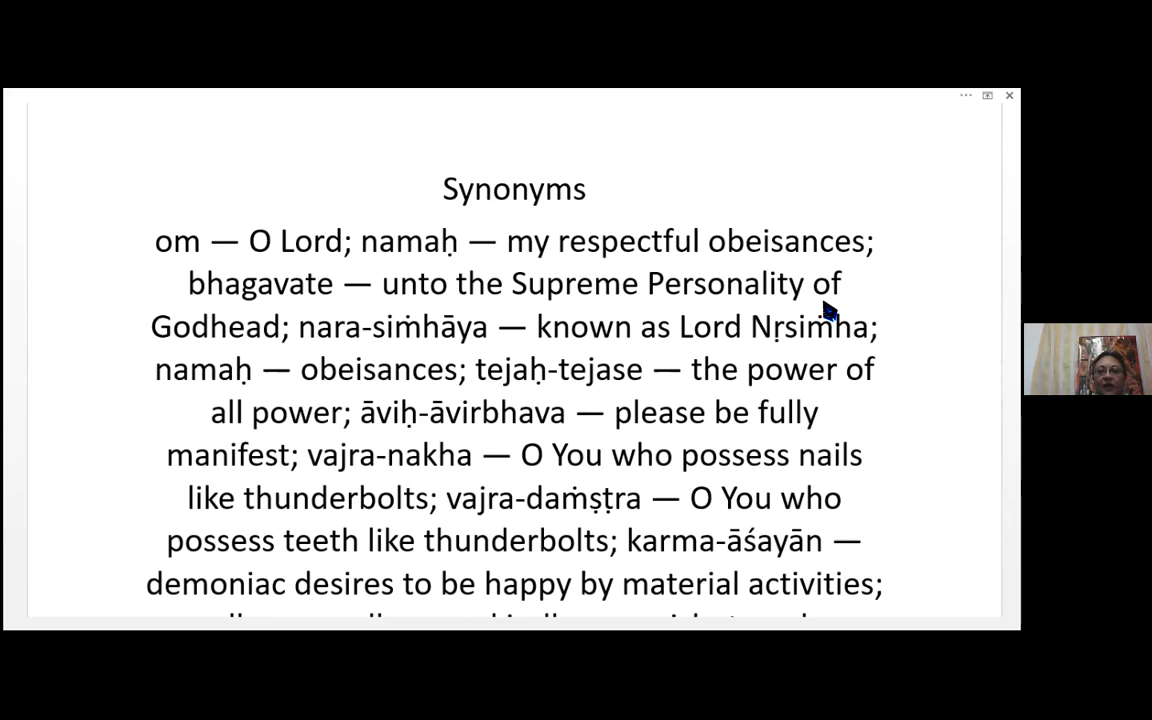 Synonyms
om — O Lord; namaḥ — my respectful obeisances;
bhagavate — unto the Supreme Personality of
Godhead; nara-siṁhāya — known as Lord Nṛsiṁha;
namaḥ — obeisances; tejaḥ-tejase — the power of
all power; āviḥ-āvirbhava — please be fully
manifest; vajra-nakha — O You who possess nails
like thunderbolts; vajra-daṁṣṭra — O You who
possess teeth like thunderbolts; karma-āśayān —
demoniac desires to be happy by material activities;